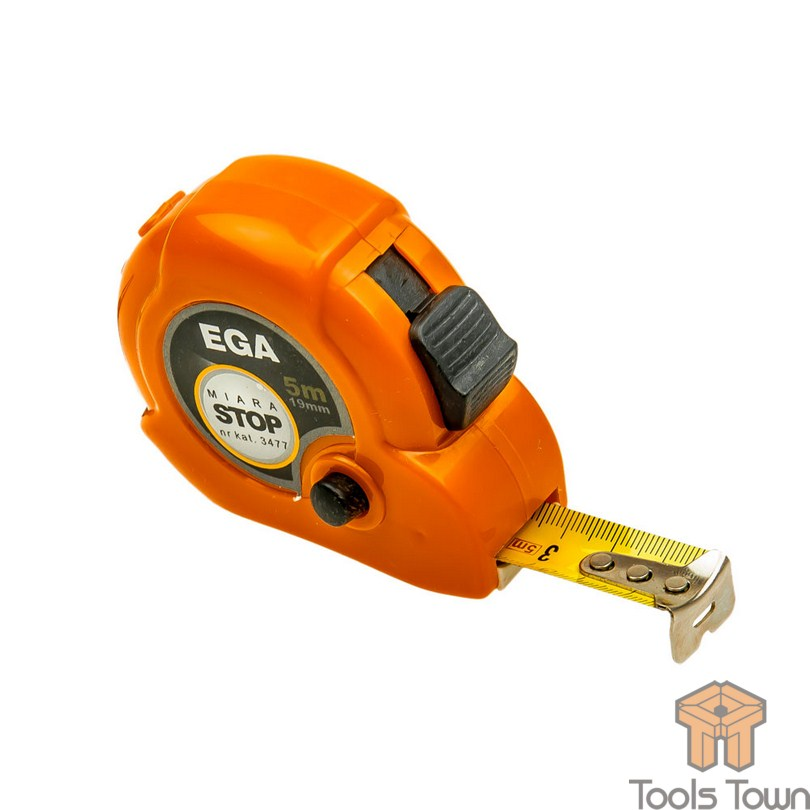 EGA
5m
19mm
MIARA
STOP
nr kat. 3477
3
5m
Tools Town